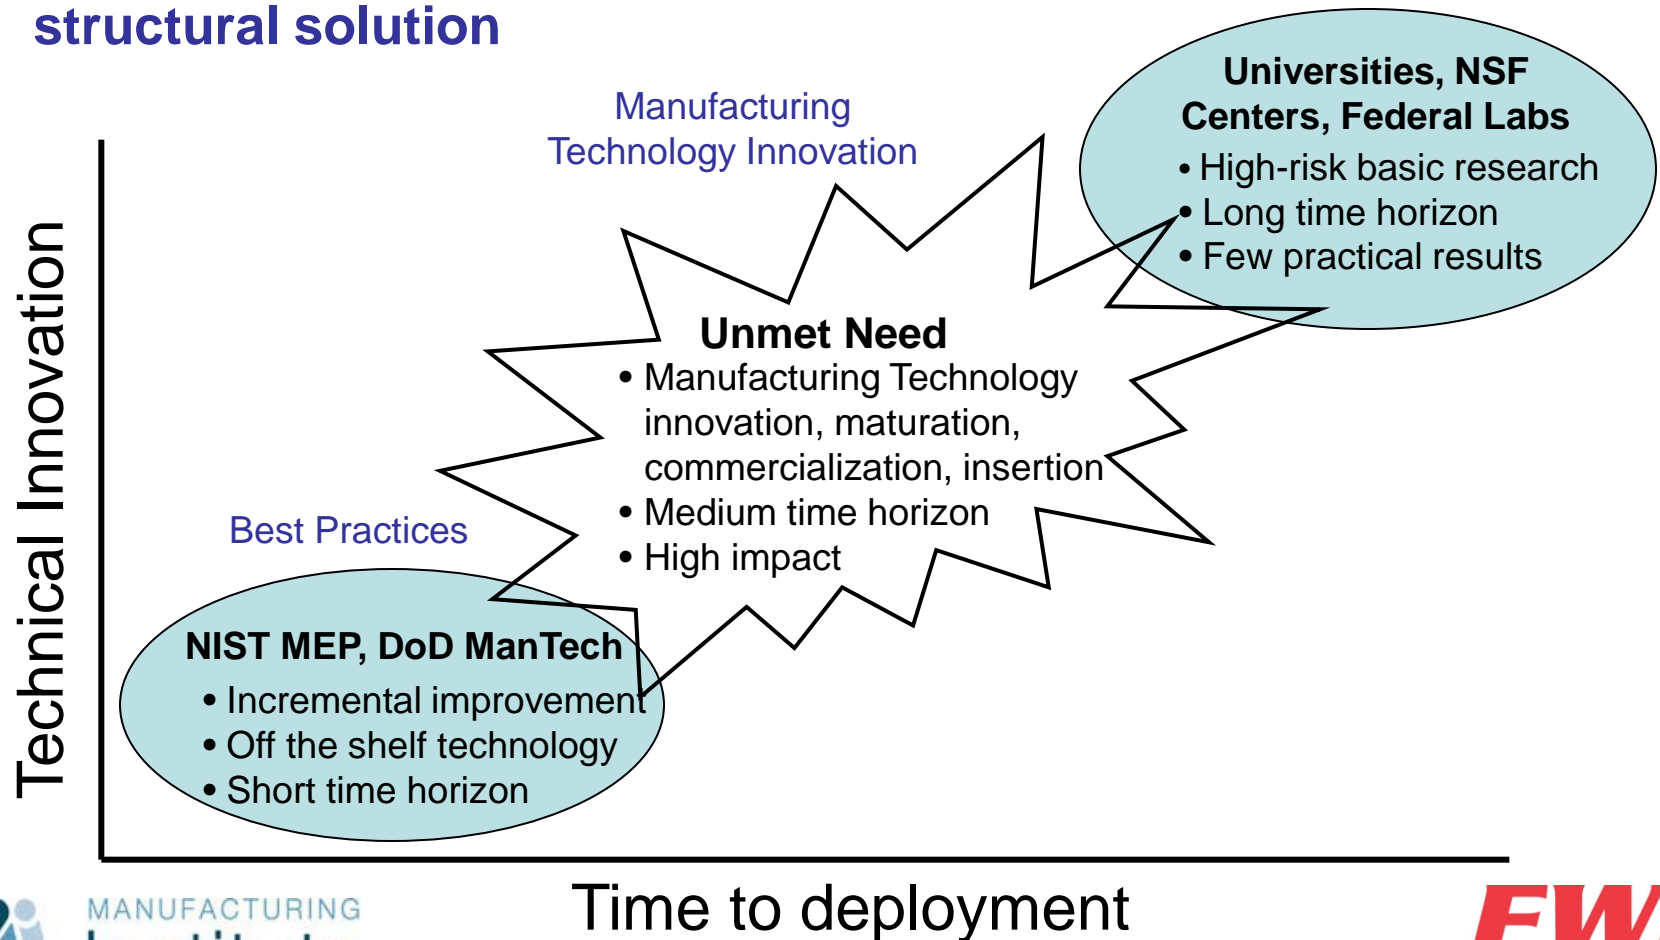 structural solution
Manufacturing
Technology Innovation
Universities, NSF
Centers, Federal Labs
• High-risk basic research
• Long time horizon
• Few practical results
Technical Innovation
Unmet Need
• Manufacturing Technology
innovation, maturation,
commercialization, insertion
• Medium time horizon
• High impact
Best Practices
NIST MEP, DoD ManTech
• Incremental improvement
• Off the shelf technology
• Short time horizon
Time to deployment
MANUFACTURING